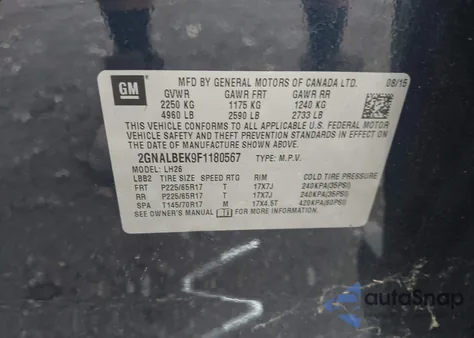 GM
MFD BY GENERAL MOTORS OF CANADA LTD. 08/15
GVWR GAWR FRT GAWR RR
2250 KG 1175 KG 1240 KG
4960 LB 2590 LB 2733 LB
THIS VEHICLE CONFORMS TO ALL APPLICABLE U.S. FEDERAL MOTOR
VEHICLE SAFETY AND THEFT PREVENTION STANDARDS IN EFFECT ON
THE DATE OF MANUFACTURE SHOWN ABOVE.
2GNALBEK9F1180567 TYPE: M.P.V.
MODEL: LH26
LBB2 TIRE SIZE SPEED RTG RIM COLD TIRE PRESSURE
FRT P225/65R17 T 17X7J 240KPA(35PSI)
RR P225/65R17 T 17X7J 240KPA(35PSI)
SPA T145/70R17 M 17X4.5T 420KPA(60PSI)
SEE OWNER'S MANUAL FOR MORE INFORMATION.
autoSnap